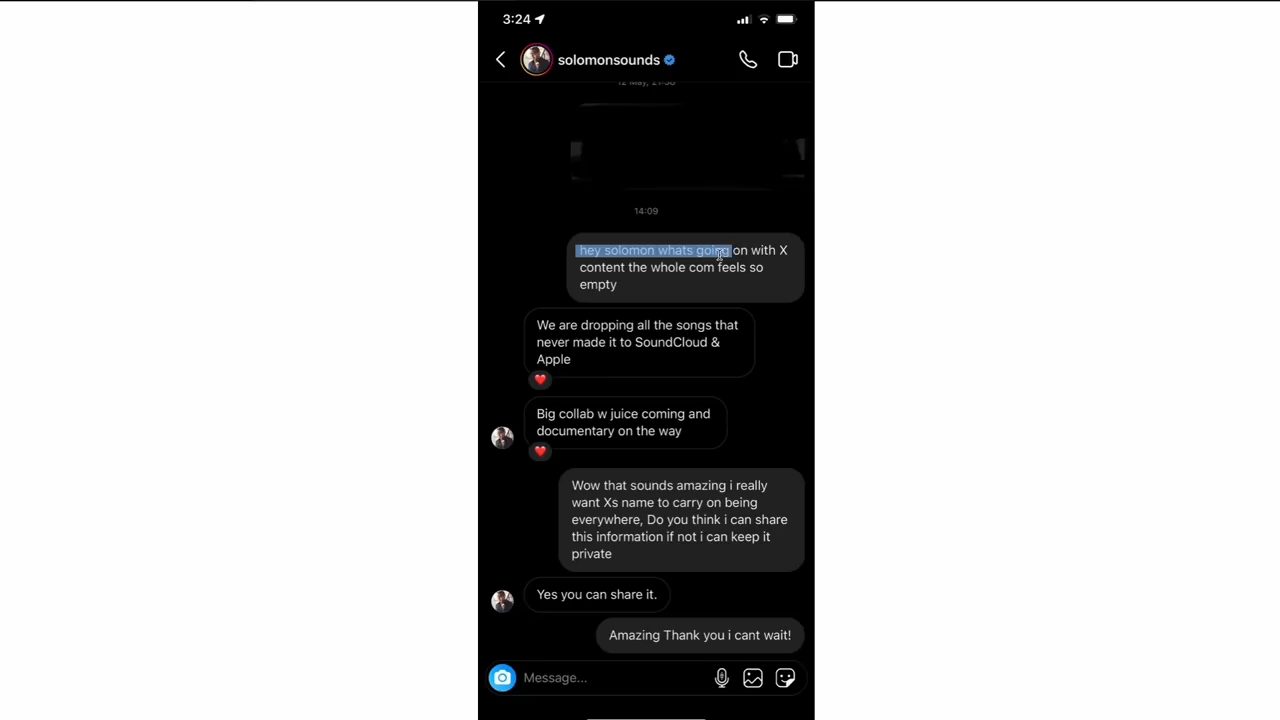 3:24
solomonsounds
12 May, 21:58
14:09
hey solomon whats going on with X
content the whole com feels so
empty
We are dropping all the songs that
never made it to SoundCloud &
Apple
Big collab w juice coming and
documentary on the way
Wow that sounds amazing i really
want Xs name to carry on being
everywhere, Do you think i can share
this information if not i can keep it
private
Yes you can share it.
Amazing Thank you i cant wait!
Message...